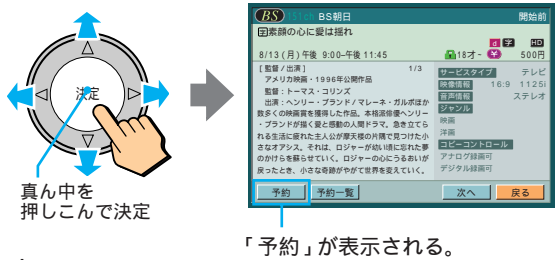 決定
真ん中を
押しこんで決定
BS 151ch BS朝日 開始前
字素顔の心に愛は揺れ
d 字 HD
8/13(月)午後 9:00–午後 11:45 18才- 500円
[監督/出演] 1/3
アメリカ映画・1996年公開作品
監督:トーマス・コリンズ
出演:ヘンリー・ブランド/マレーネ・ガルボほか
数多くの映画賞を獲得した作品。本格派俳優ヘンリー
・ブランドが描く愛と感動の人間ドラマ。急き立てら
れる生活に疲れた主人公が摩天楼の片隅で見つけた小
さなオアシス。それは、ロジャーが幼い頃に忘れた夢
のかけらを蘇らせていく。ロジャーの心にうるおいが
戻ったとき、小さな奇跡がやがて世界を変えていく。
サービスタイプ テレビ
映像情報 16:9 1125i
音声情報 ステレオ
ジャンル
映画
洋画
コピーコントロール
アナログ録画可
デジタル録画可
予約 予約一覧 次へ 戻る
「予約」が表示される。